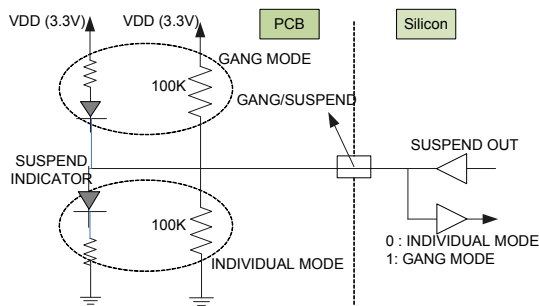 VDD (3.3V)
VDD (3.3V)
PCB
Silicon
GANG MODE
100K
GANG/SUSPEND
SUSPEND OUT
SUSPEND
INDICATOR
100K
0 : INDIVIDUAL MODE
1: GANG MODE
INDIVIDUAL MODE